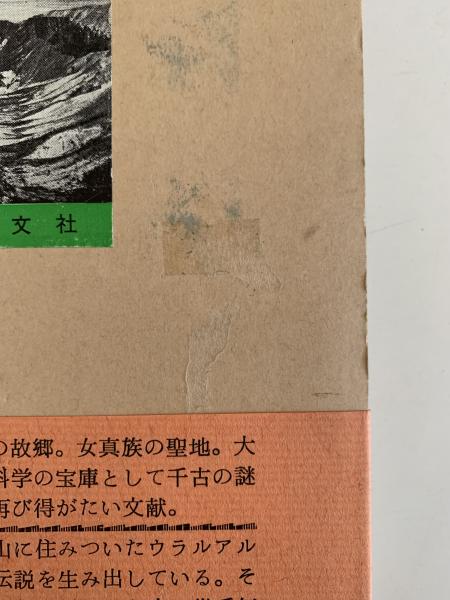 文社
の故郷。女真族の聖地。大
科学の宝庫として千古の謎
再び得がたい文献。
山に住みついたウラルアル
伝説を生み出している。そ